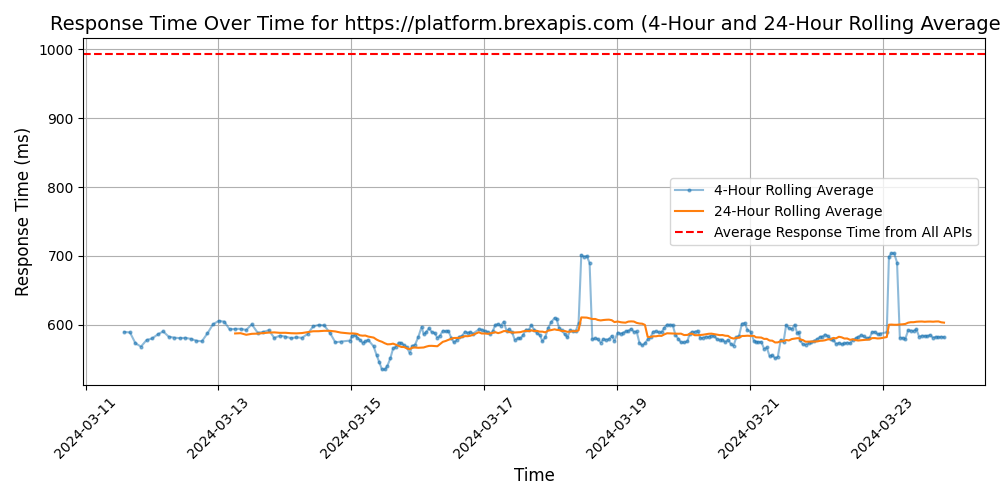 Response Time Over Time for https://platform.brexapis.com (4-Hour and 24-Hour Rolling Average
1000
900
800
700
600
Response Time (ms)
4-Hour Rolling Average
24-Hour Rolling Average
Average Response Time from All APIs
2024-03-11
2024-03-13
2024-03-15
2024-03-17
2024-03-19
2024-03-21
2024-03-23
Time